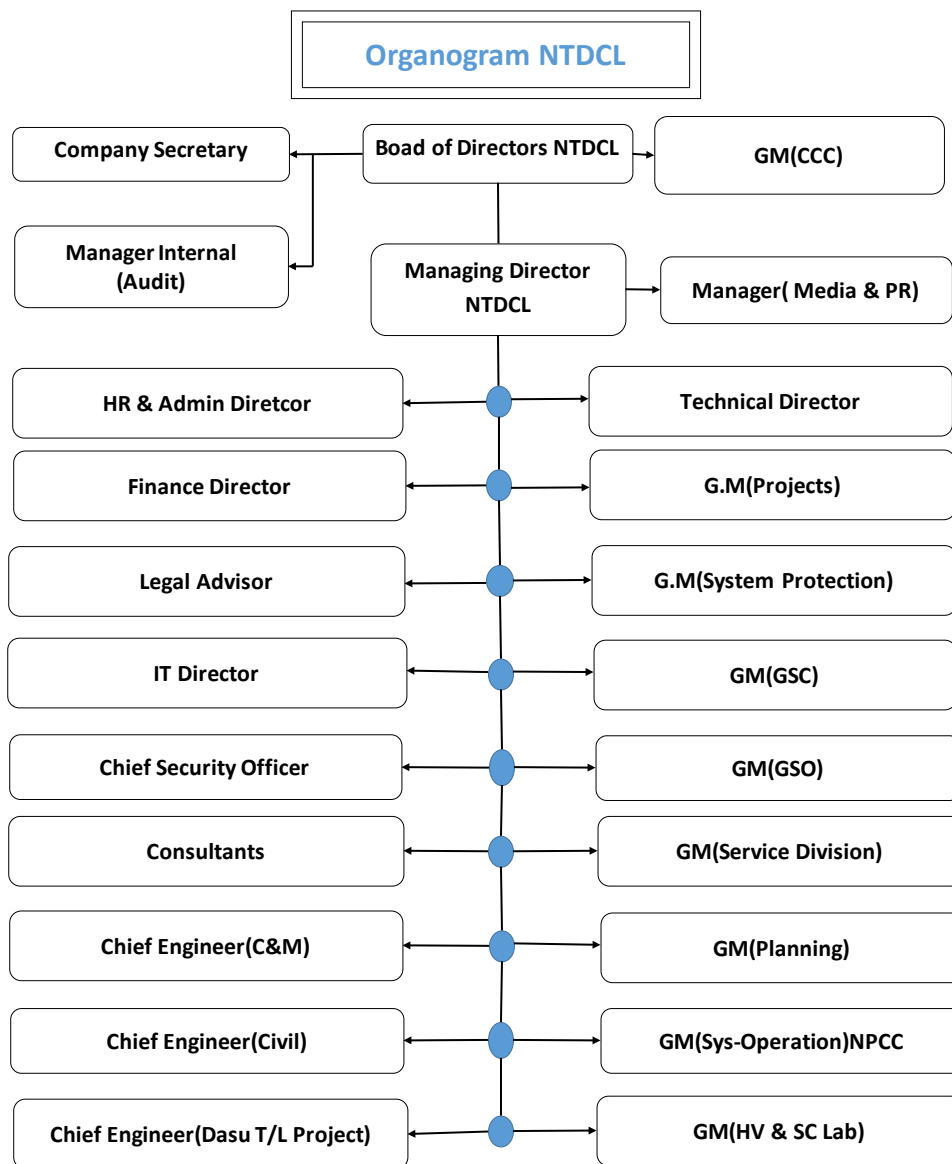 Organogram NTDCL
Company Secretary
Boad of Directors NTDCL
GM(CCC)
Manager Internal
(Audit)
Managing Director
NTDCL
Manager( Media & PR)
HR & Admin Diretcor
Technical Director
Finance Director
G.M(Projects)
Legal Advisor
G.M(System Protection)
IT Director
GM(GSC)
Chief Security Officer
GM(GSO)
Consultants
GM(Service Division)
Chief Engineer(C&M)
GM(Planning)
Chief Engineer(Civil)
GM(Sys-Operation)NPCC
Chief Engineer(Dasu T/L Project)
GM(HV & SC Lab)